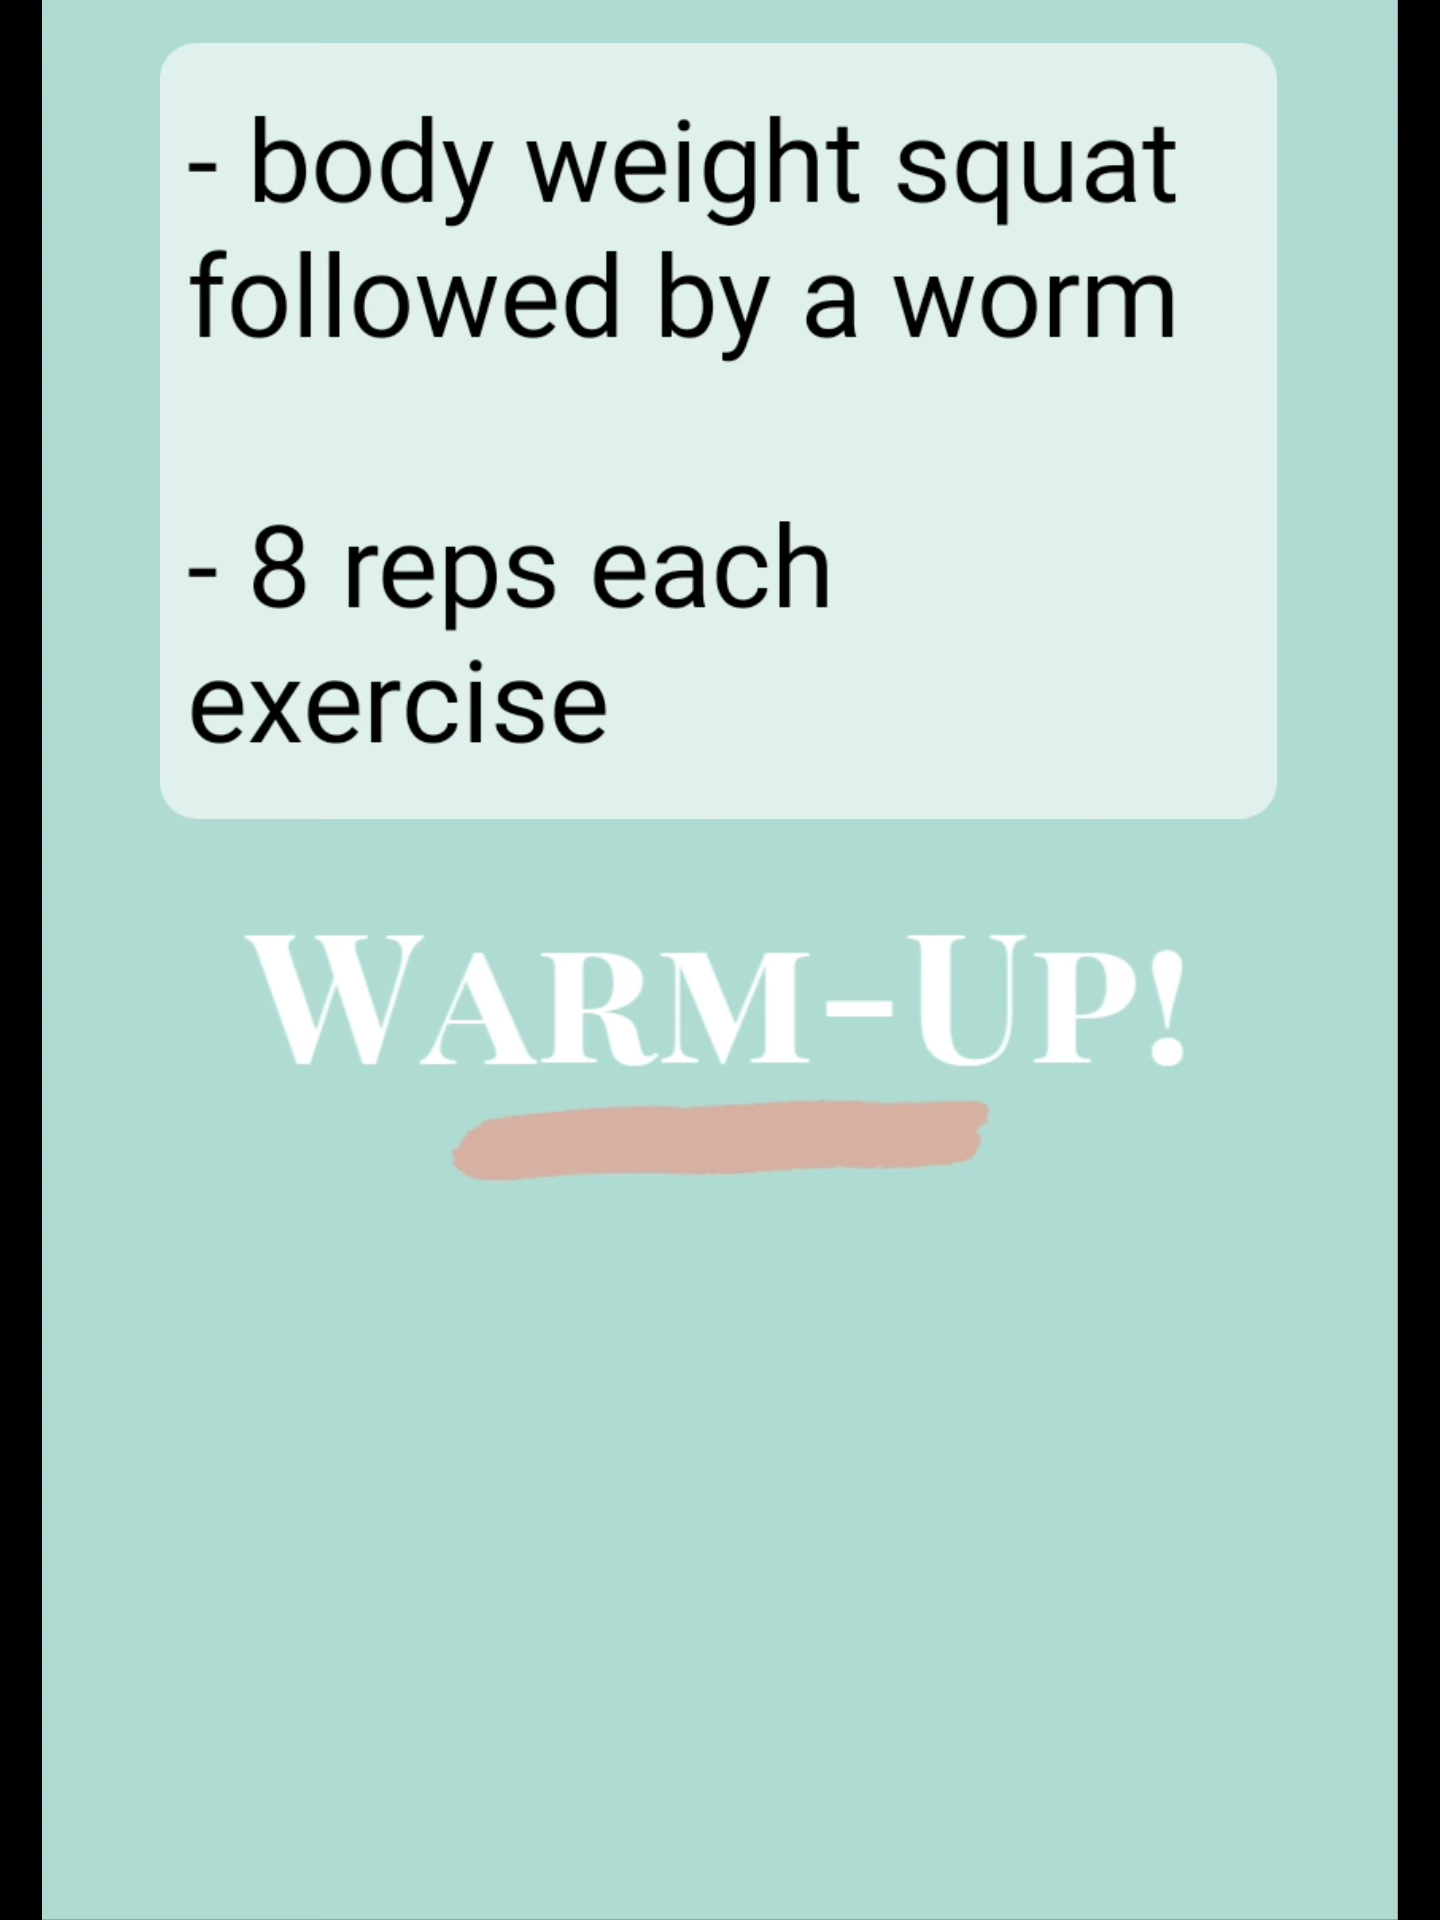 - body weight squat
followed by a worm
- 8 reps each
exercise
WARM-UP!